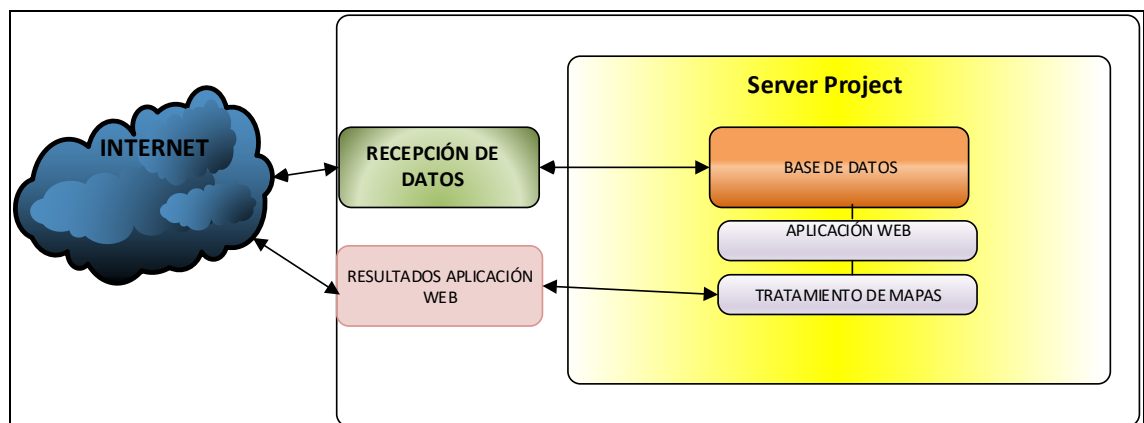 Server Project
INTERNET
RECEPCIÓN DE
DATOS
BASE DE DATOS
APLICACIÓN WEB
RESULTADOS APLICACIÓN
WEB
TRATAMIENTO DE MAPAS